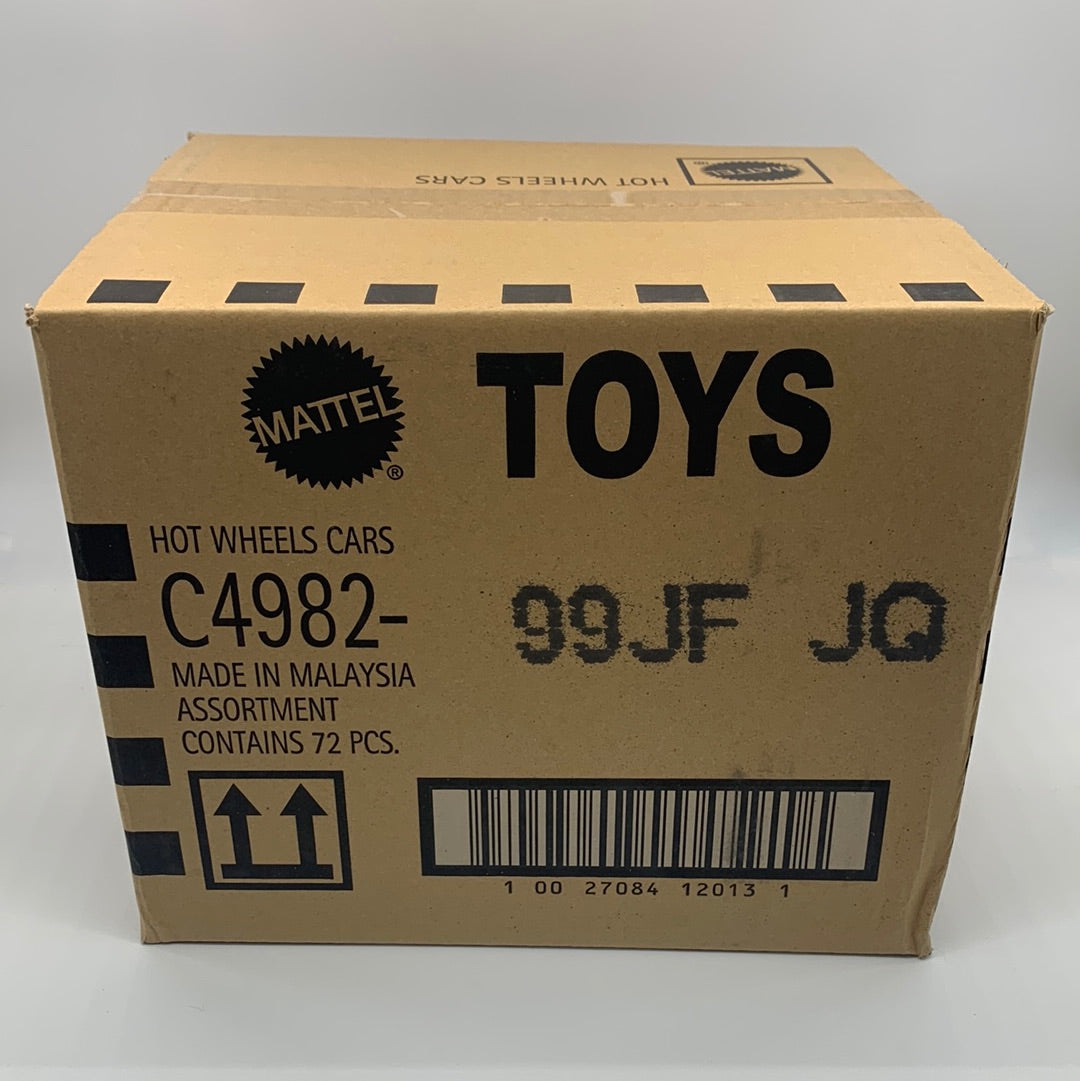 HOT WHEELS CARS MATTEL
MATTEL® TOYS
HOT WHEELS CARS
C4982- 99JF JQ
MADE IN MALAYSIA
ASSORTMENT
CONTAINS 72 PCS.
1 00 27084 12013 1